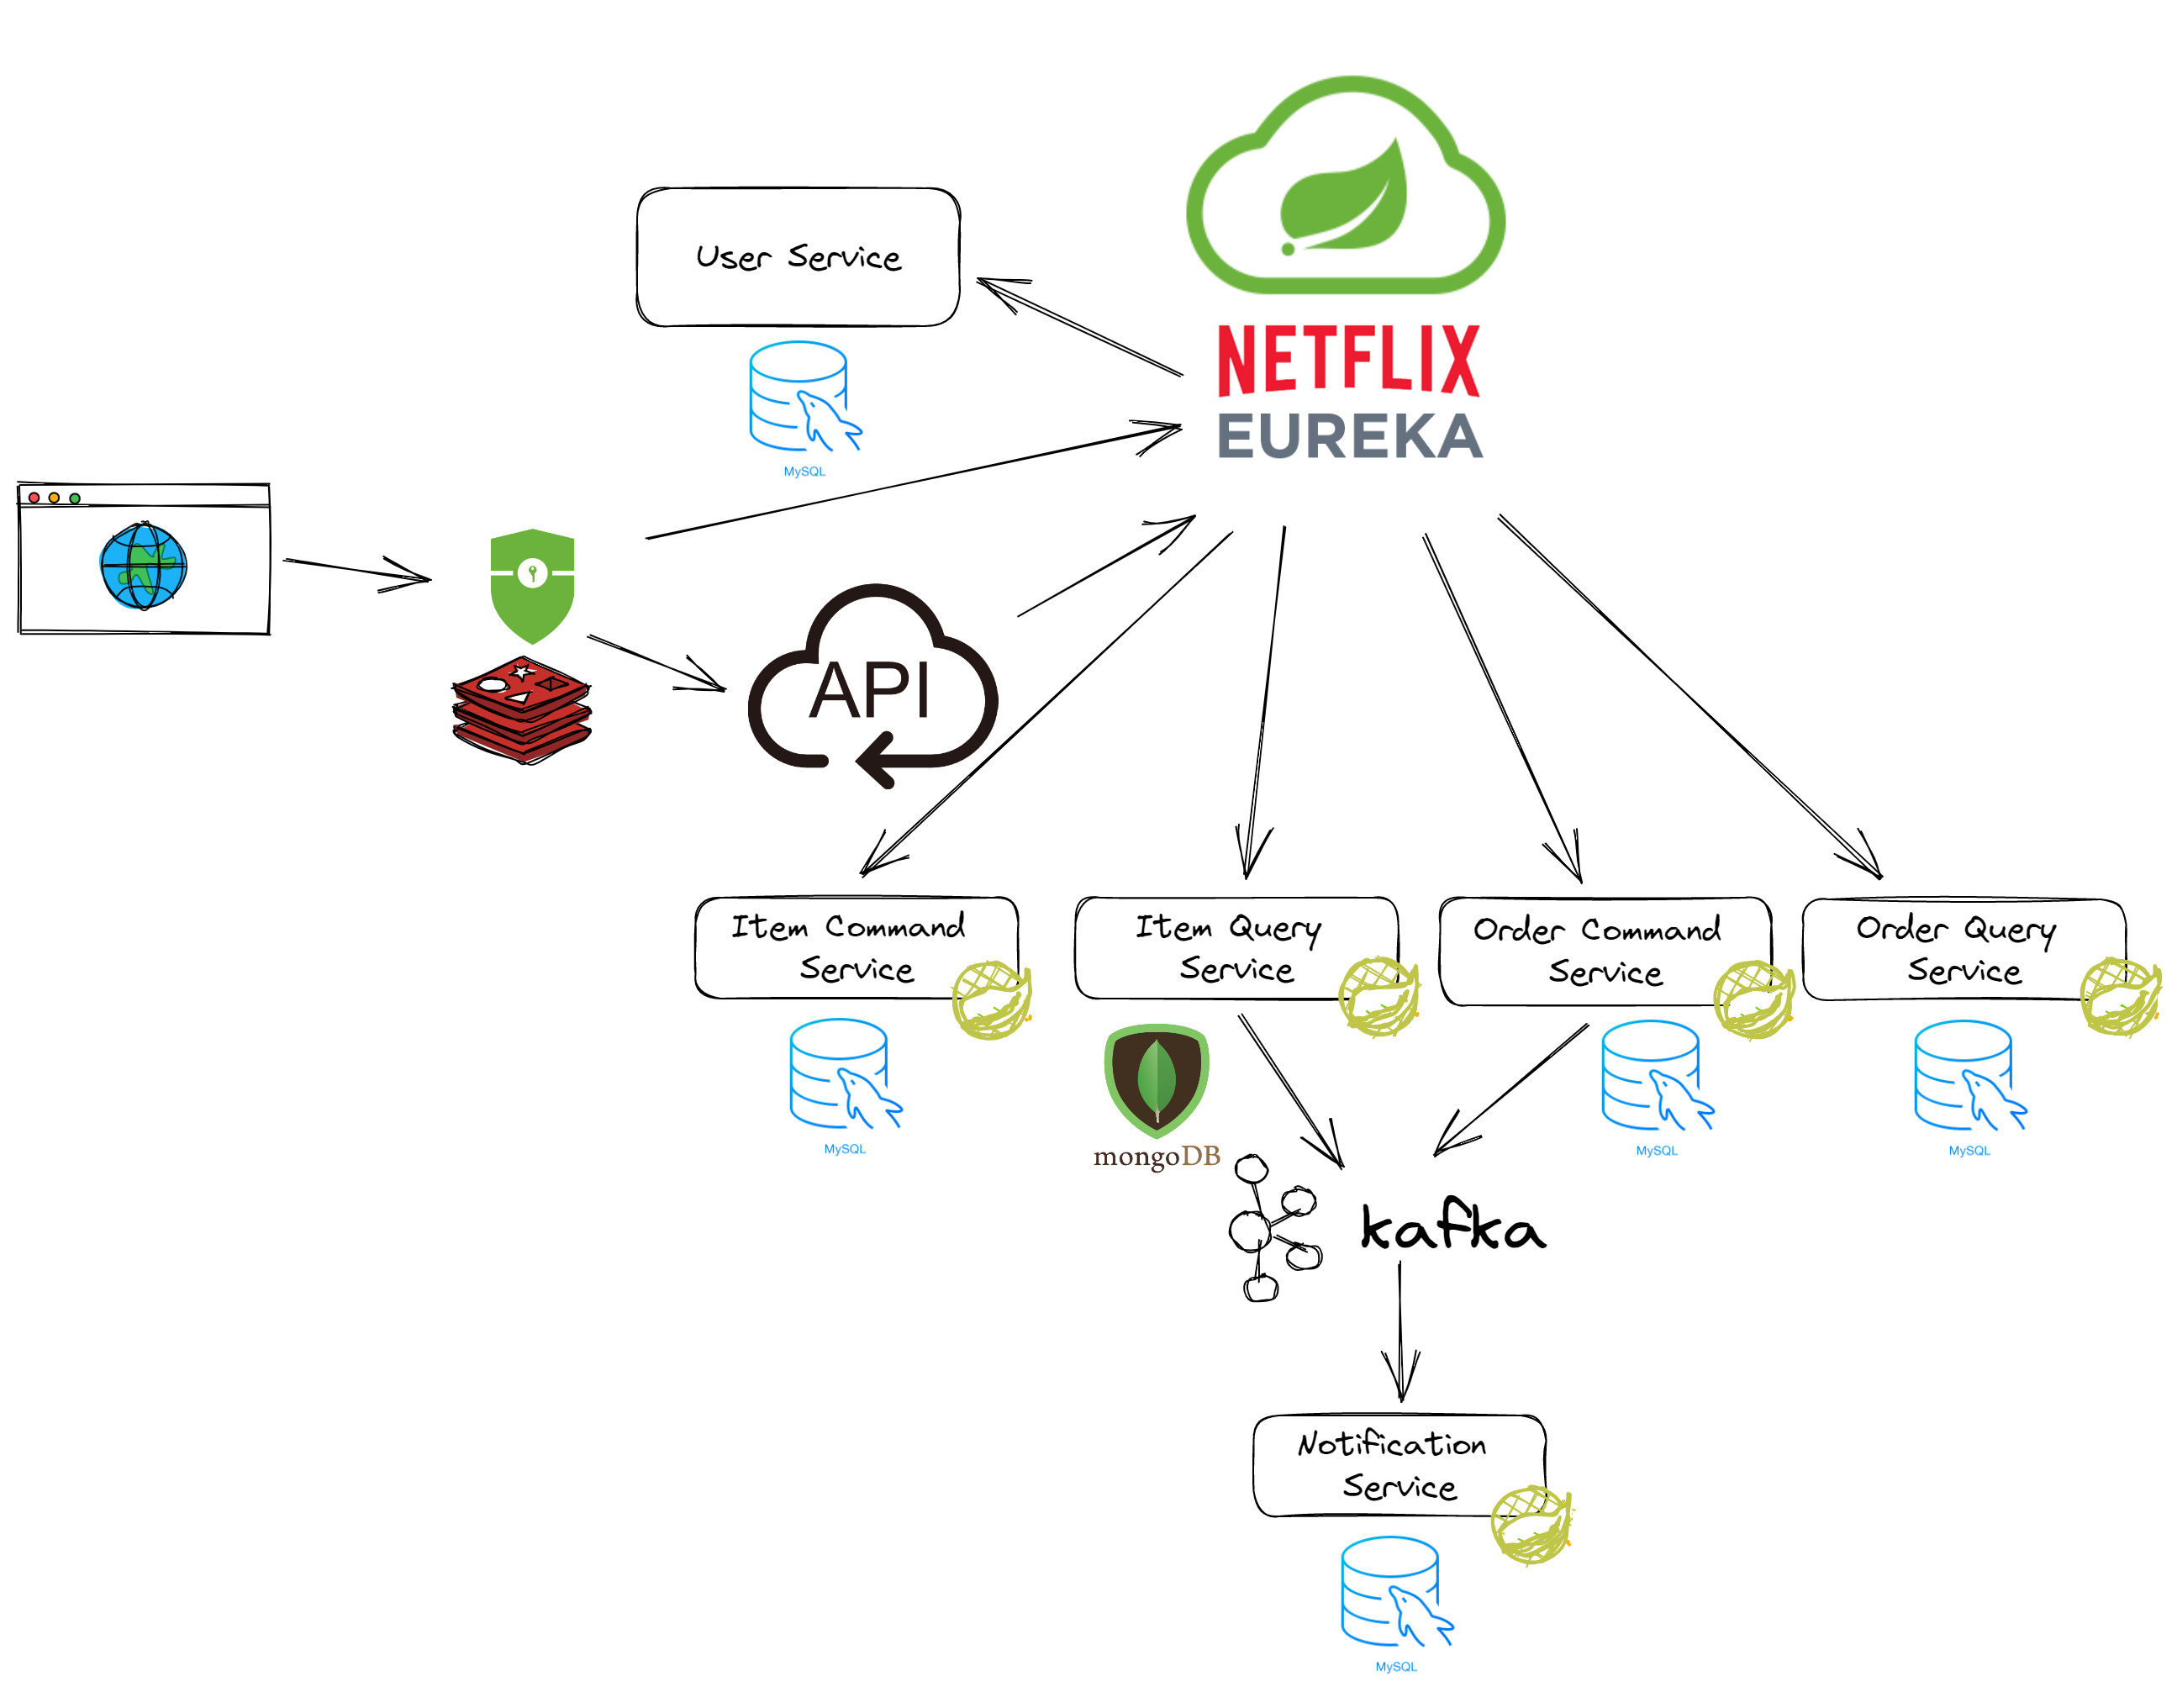 User Service
MySQL
NETFLIX
EUREKA
API
Item Command
Service
MySQL
Item Query
Service
mongoDB
Order Command
Service
MySQL
Order Query
Service
MySQL
kafka
Notification
Service
MySQL